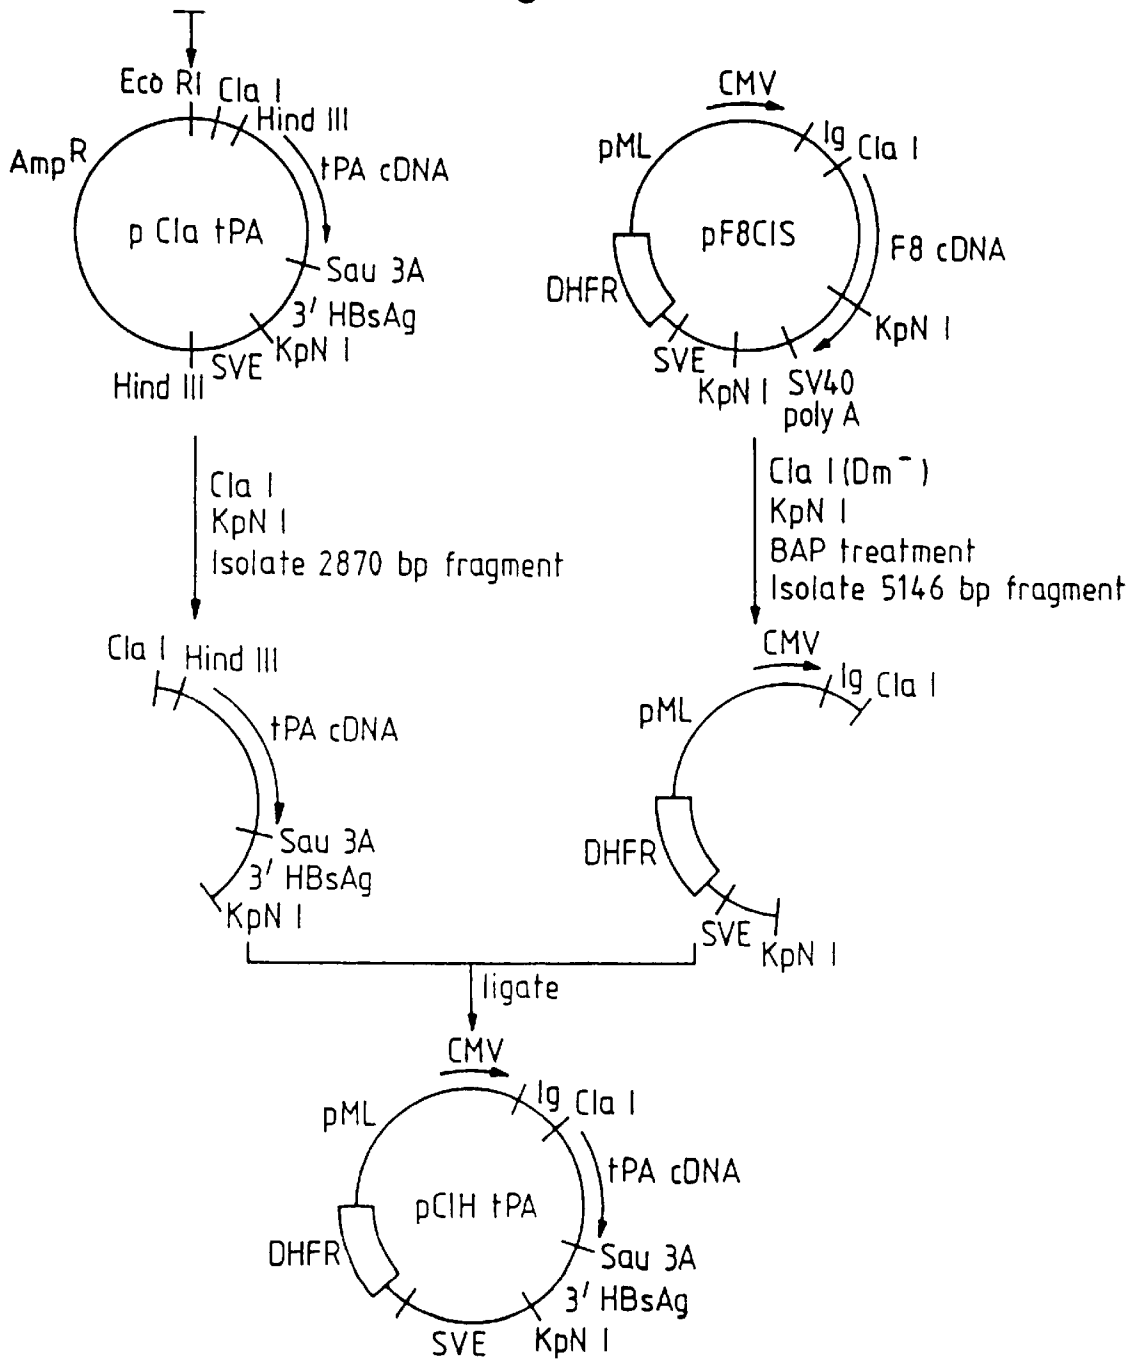 Eco RI
Cla I
Hind III
Amp R
tPA cDNA
p Cla tPA
Sau 3A
3' HBsAg
KpN I
SVE
Hind III
CMV
Ig
Cla I
pML
pF8CIS
F8 cDNA
DHFR
KpN I
SVE
KpN I
SV40
poly A
Cla I
KpN I
Isolate 2870 bp fragment
Cla I (Dm⁻)
KpN I
BAP treatment
Isolate 5146 bp fragment
Cla I
Hind III
tPA cDNA
Sau 3A
3' HBsAg
KpN I
CMV
Ig
Cla I
pML
DHFR
SVE
KpN I
ligate
CMV
Ig
Cla I
pML
tPA cDNA
pCIH tPA
DHFR
Sau 3A
3' HBsAg
SVE
KpN I